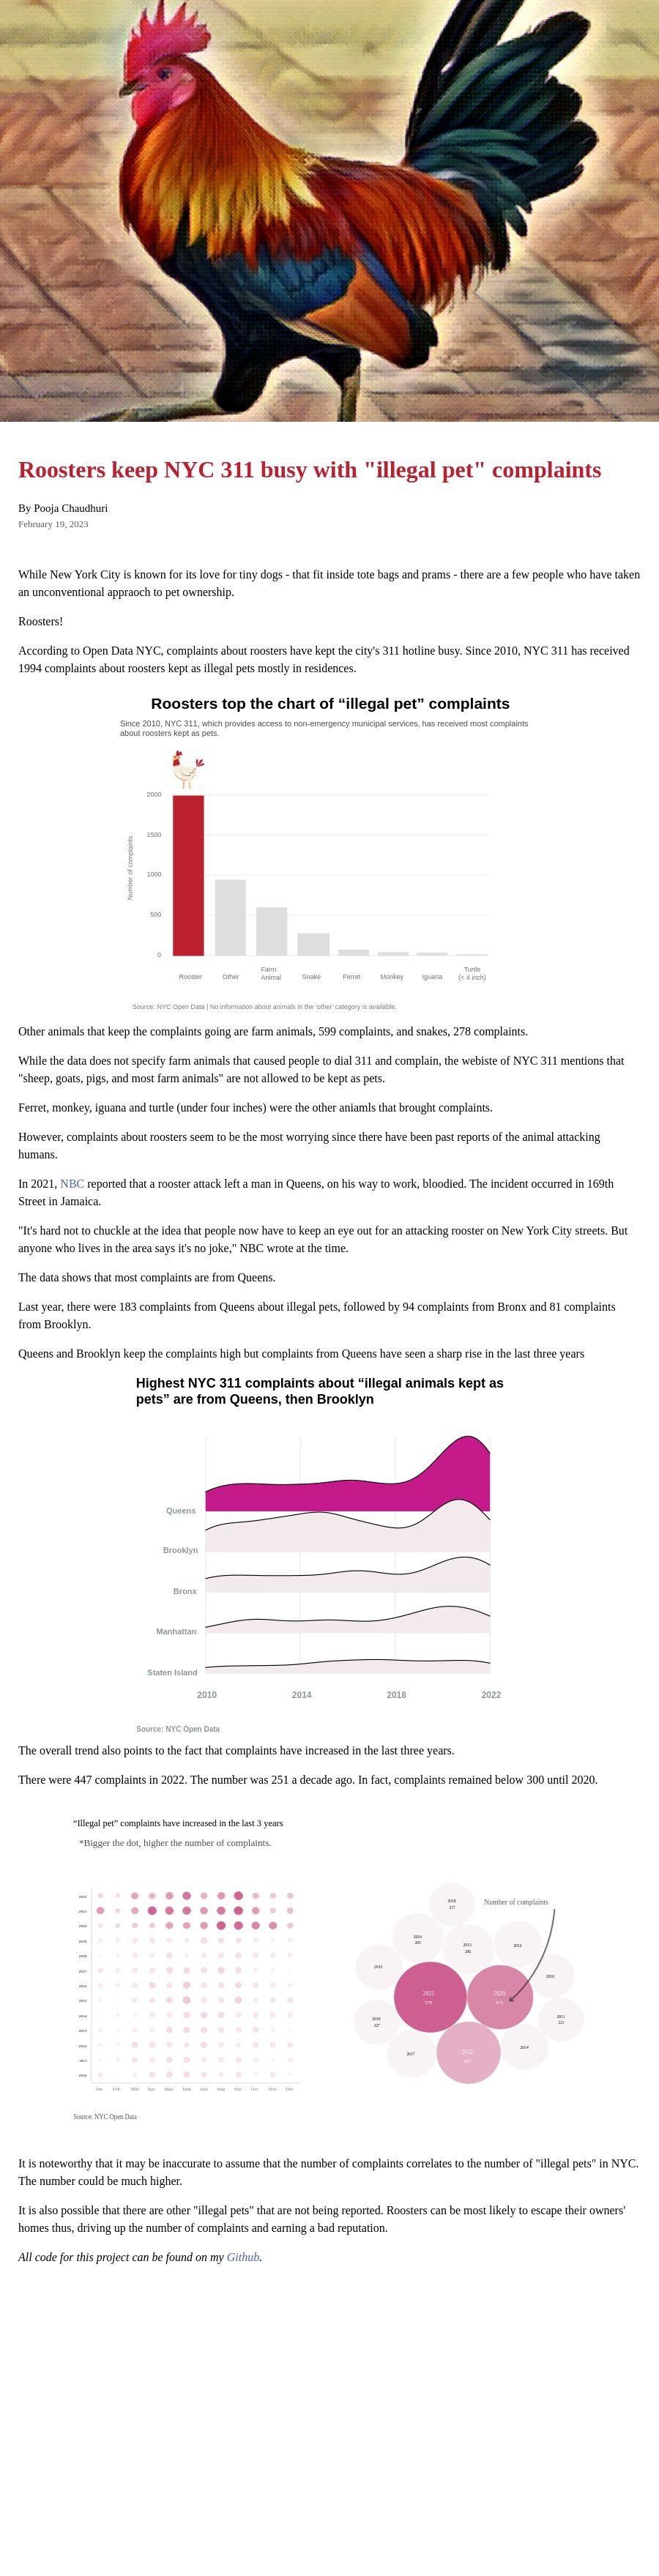 Roosters keep NYC 311 busy with "illegal pet" complaints
By Pooja Chaudhuri
February 19, 2023
While New York City is known for its love for tiny dogs - that fit inside tote bags and prams - there are a few people who have taken
an unconventional appraoch to pet ownership.
Roosters!
According to Open Data NYC, complaints about roosters have kept the city's 311 hotline busy. Since 2010, NYC 311 has received
1994 complaints about roosters kept as illegal pets mostly in residences.
Roosters top the chart of “illegal pet” complaints
Since 2010, NYC 311, which provides access to non-emergency municipal services, has received most complaints
about roosters kept as pets.
2000
1500
1000
500
0
Number of complaints
Rooster
Other
Farm
Animal
Snake
Ferret
Monkey
Iguana
Turtle
(< 4 inch)
Source: NYC Open Data | No information about animals in the 'other' category is available.
Other animals that keep the complaints going are farm animals, 599 complaints, and snakes, 278 complaints.
While the data does not specify farm animals that caused people to dial 311 and complain, the webiste of NYC 311 mentions that
"sheep, goats, pigs, and most farm animals" are not allowed to be kept as pets.
Ferret, monkey, iguana and turtle (under four inches) were the other aniamls that brought complaints.
However, complaints about roosters seem to be the most worrying since there have been past reports of the animal attacking
humans.
In 2021, NBC reported that a rooster attack left a man in Queens, on his way to work, bloodied. The incident occurred in 169th
Street in Jamaica.
"It's hard not to chuckle at the idea that people now have to keep an eye out for an attacking rooster on New York City streets. But
anyone who lives in the area says it's no joke," NBC wrote at the time.
The data shows that most complaints are from Queens.
Last year, there were 183 complaints from Queens about illegal pets, followed by 94 complaints from Bronx and 81 complaints
from Brooklyn.
Queens and Brooklyn keep the complaints high but complaints from Queens have seen a sharp rise in the last three years
Highest NYC 311 complaints about “illegal animals kept as
pets” are from Queens, then Brooklyn
Queens
Brooklyn
Bronx
Manhattan
Staten Island
2010
2014
2018
2022
Source: NYC Open Data
The overall trend also points to the fact that complaints have increased in the last three years.
There were 447 complaints in 2022. The number was 251 a decade ago. In fact, complaints remained below 300 until 2020.
“Illegal pet” complaints have increased in the last 3 years
*Bigger the dot, higher the number of complaints.
2022
2021
2020
2019
2018
2017
2016
2015
2014
2013
2012
2011
2010
Jan Feb Mar Apr May June July Aug Sep Oct Nov Dec
Number of complaints
2016
2015
2012
2021
579
2020
2022
447
2017
2014
Source: NYC Open Data
It is noteworthy that it may be inaccurate to assume that the number of complaints correlates to the number of "illegal pets" in NYC.
The number could be much higher.
It is also possible that there are other "illegal pets" that are not being reported. Roosters can be most likely to escape their owners'
homes thus, driving up the number of complaints and earning a bad reputation.
All code for this project can be found on my Github.